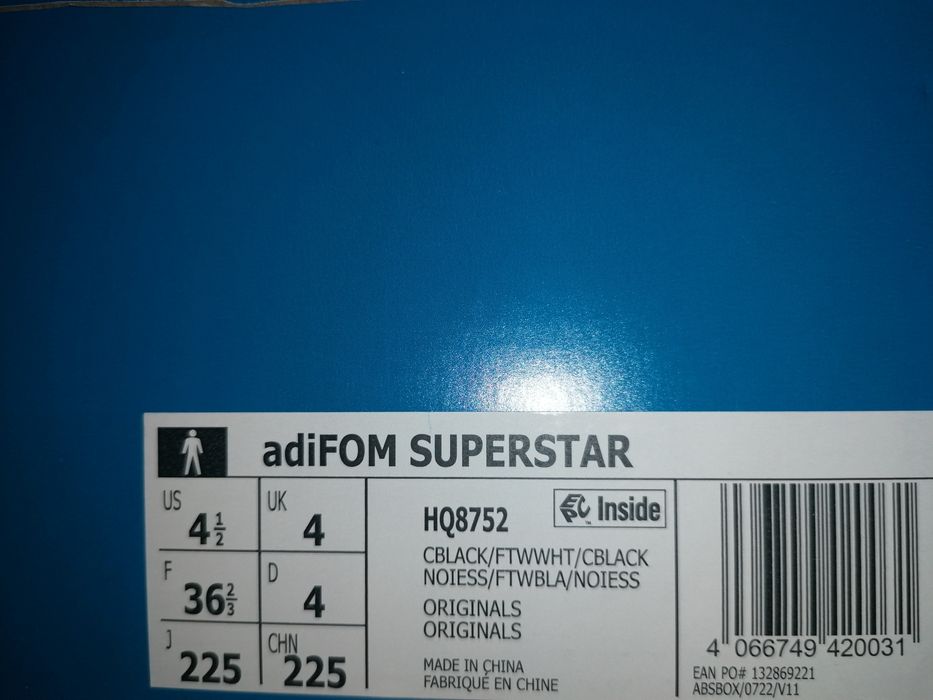 adiFOM SUPERSTAR
US 4 1/2
UK 4
F 36 2/3
D 4
J 225
CHN 225
HQ8752
EPC™ Inside
CBLACK/FTWWHT/CBLACK
NOIESS/FTWBLA/NOIESS
ORIGINALS
ORIGINALS
MADE IN CHINA
FABRIQUÉ EN CHINE
4 066749 420031
EAN PO# 132869221
ABSBOX/0722/V11